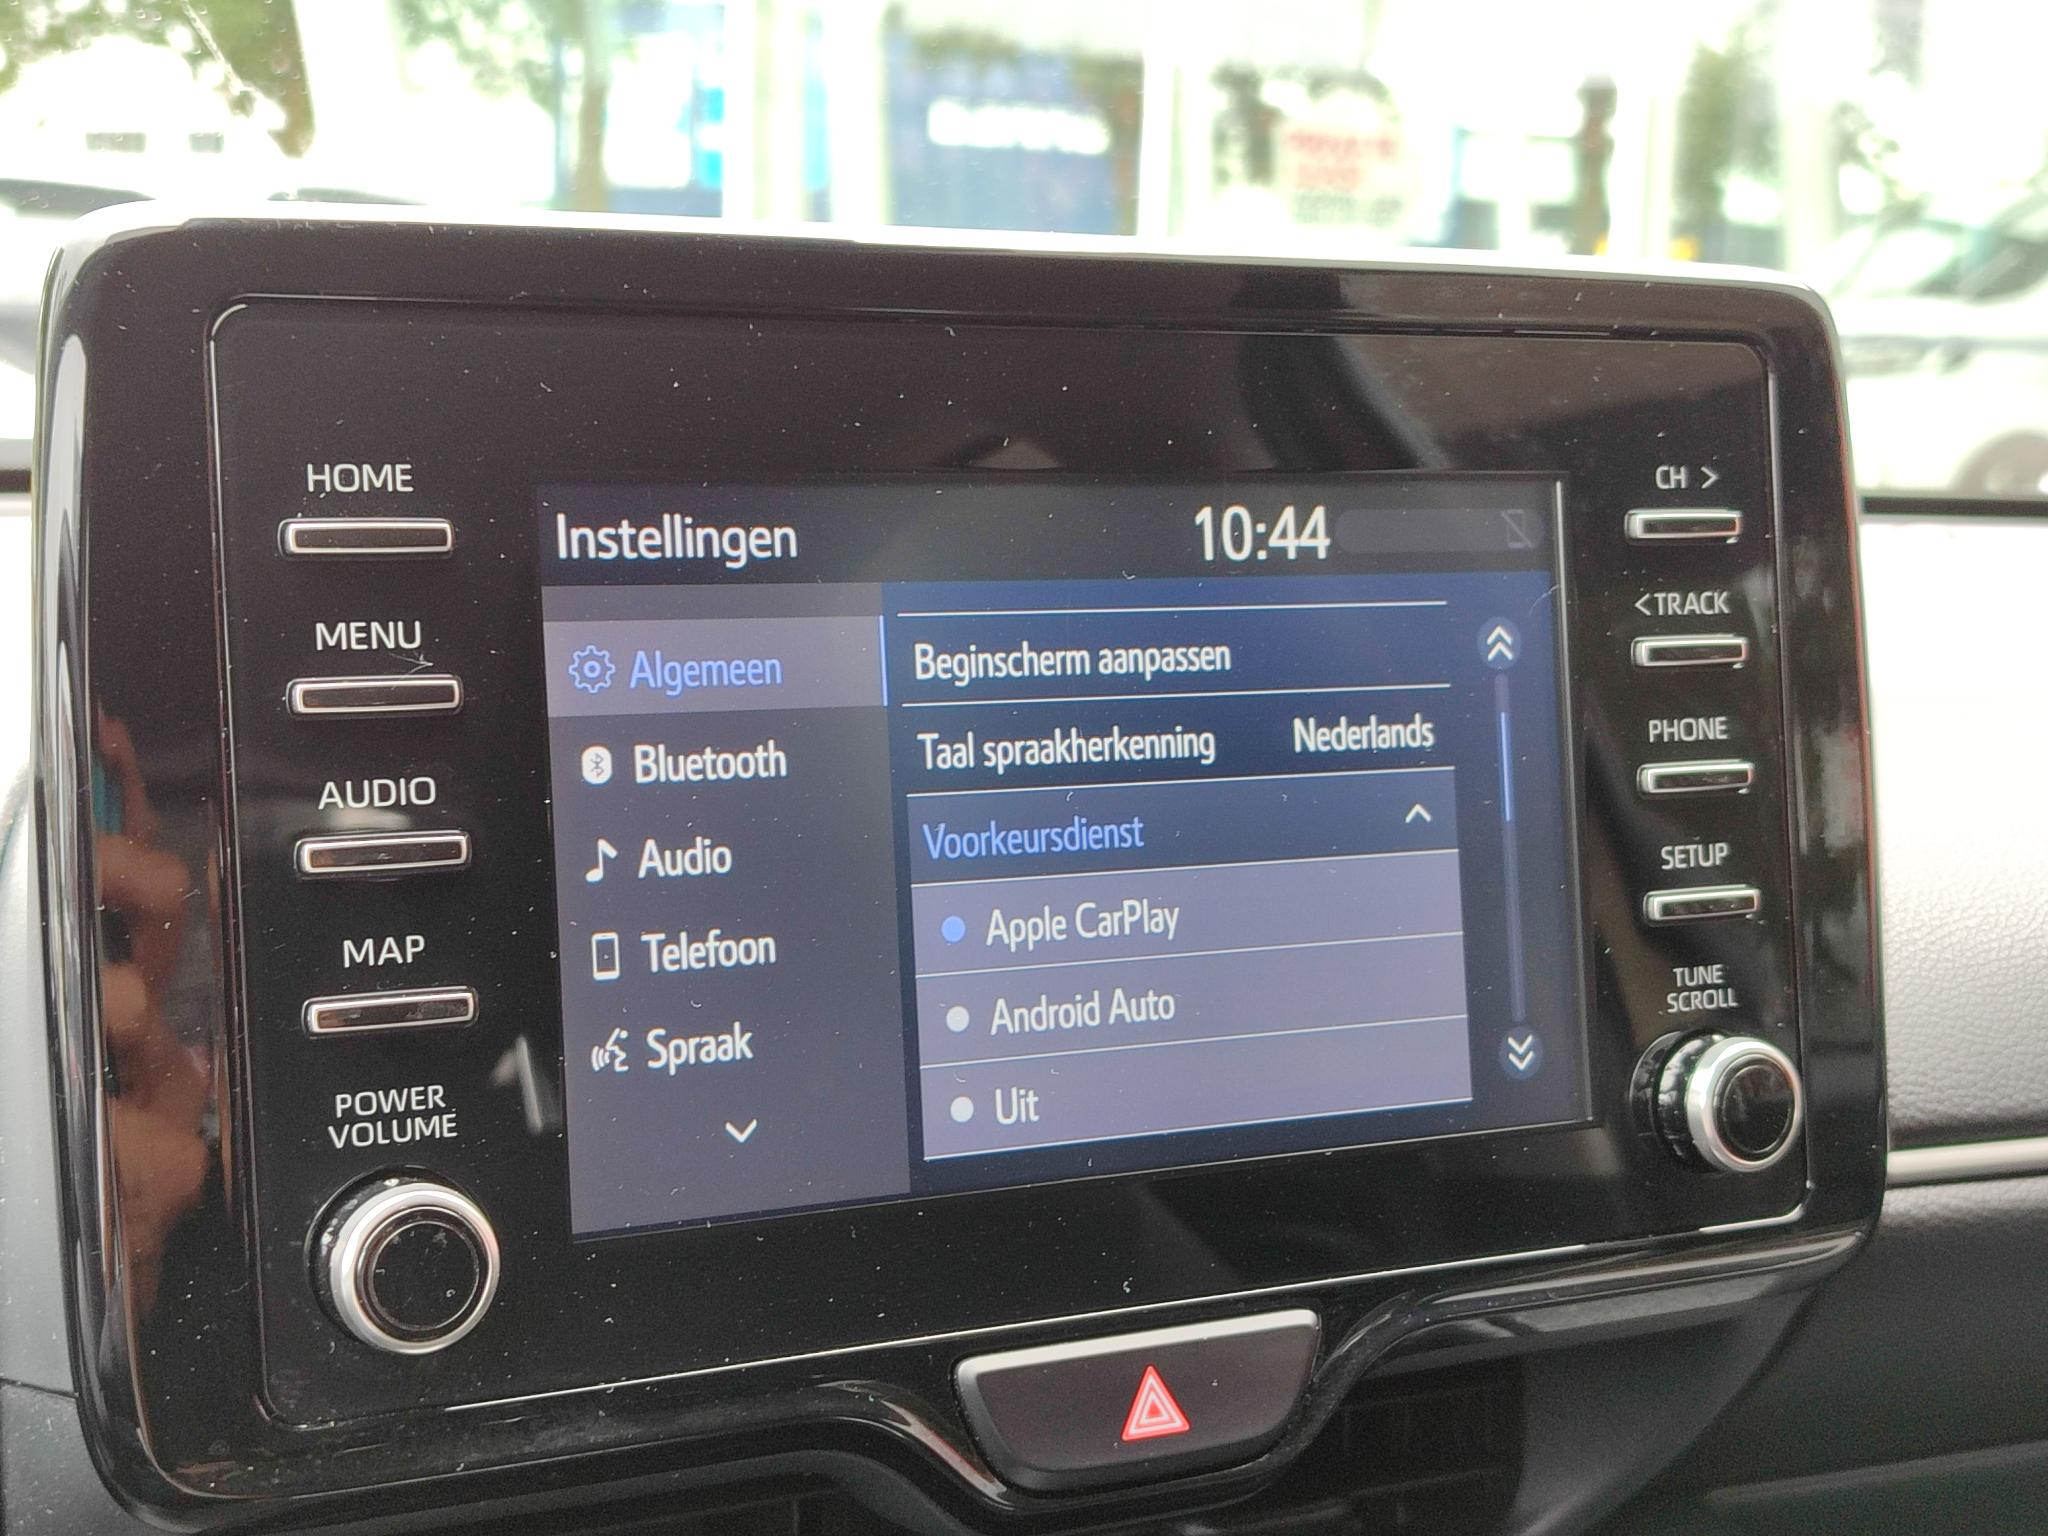 HOME
MENU
AUDIO
MAP
POWER
VOLUME
Instellingen
10:44
Algemeen
Bluetooth
Audio
Telefoon
Spraak
Beginscherm aanpassen
Taal spraakherkenning Nederlands
Voorkeursdienst
Apple CarPlay
Android Auto
Uit
CH >
< TRACK
PHONE
SETUP
TUNE
SCROLL